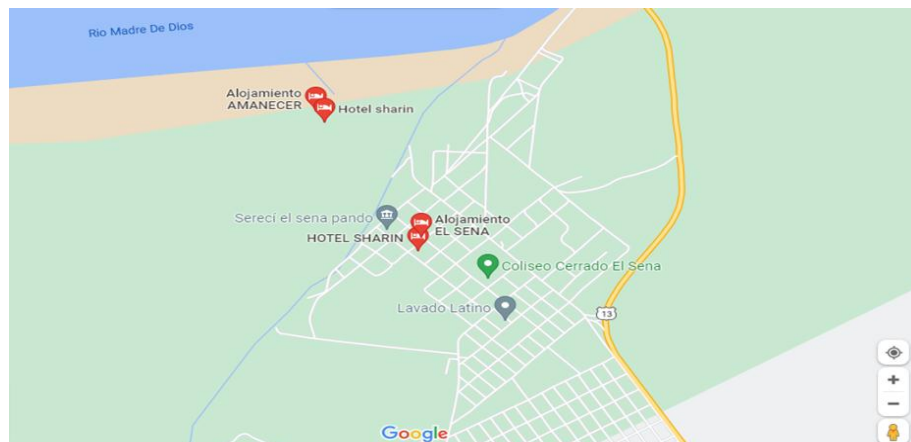 Rio Madre De Dios
Alojamiento
AMANECER
Hotel sharin
Serecí el sena pando
Alojamiento
EL SENA
HOTEL SHARIN
Coliseo Cerrado El Sena
Lavado Latino
13
Google